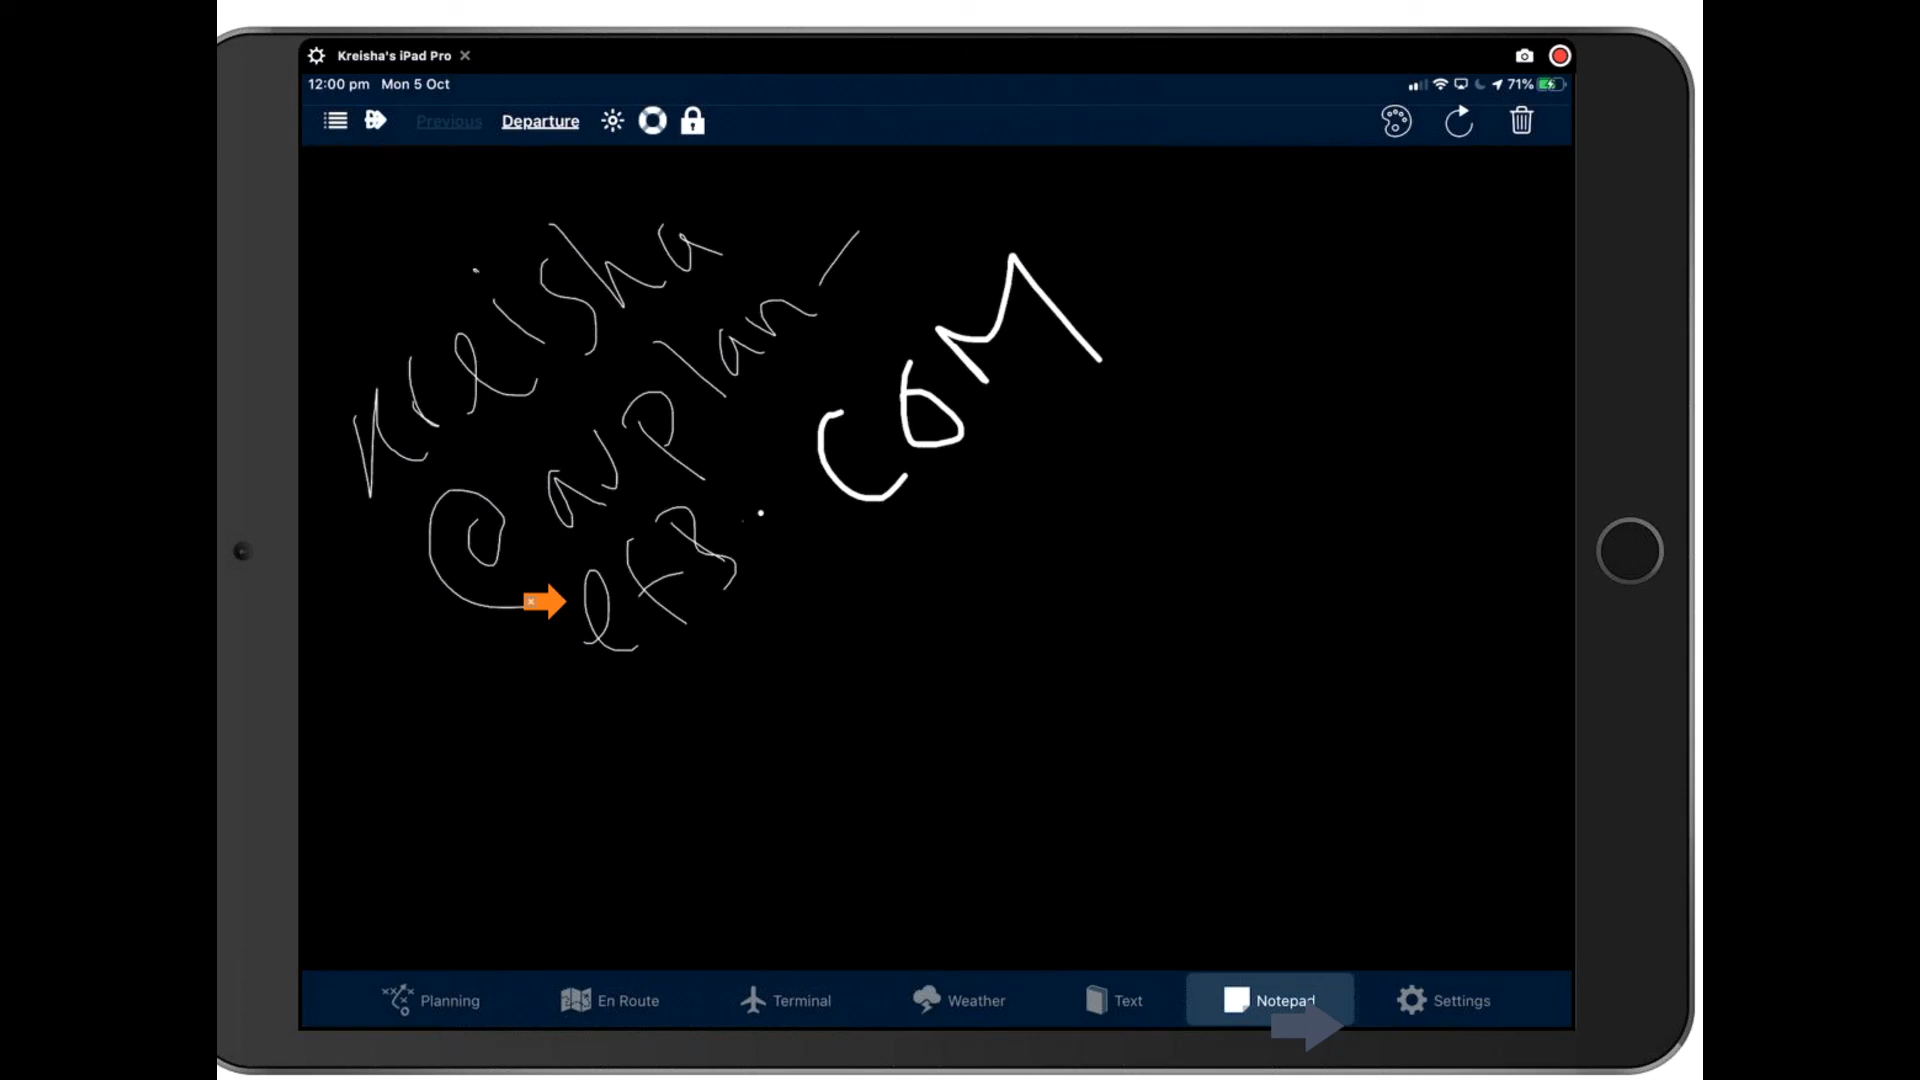 Kreisha's iPad Pro
12:00 pm Mon 5 Oct
71%
Previous Departure
kreisha
@avplan-
efb.
COM
Planning En Route Terminal Weather Text Notepad Settings